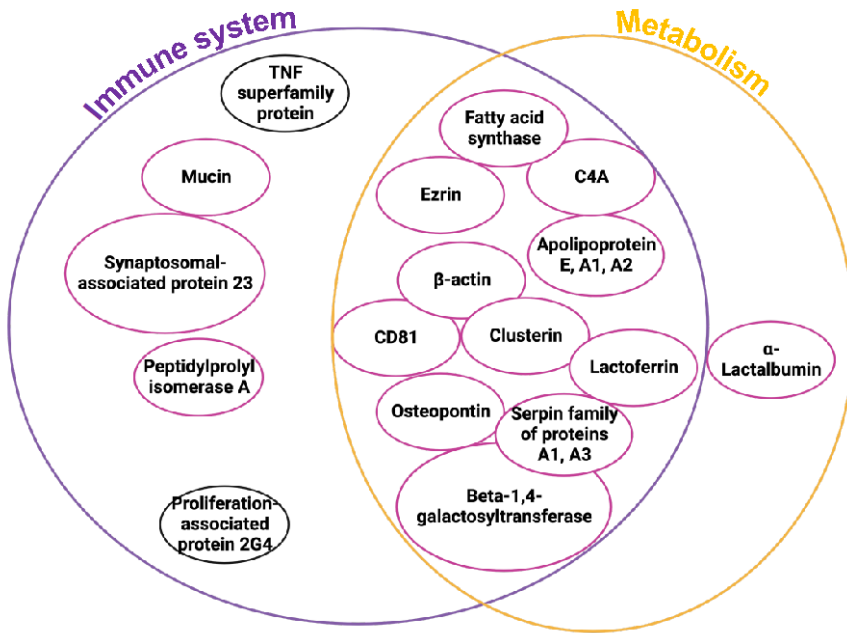 Immune system
Metabolism
TNF
superfamily
protein
Fatty acid
synthase
Mucin
Ezrin
C4A
Synaptosomal-
associated protein 23
Apolipoprotein
E, A1, A2
β-actin
CD81
Clusterin
Lactoferrin
α-
Lactalbumin
Peptidylprolyl
isomerase A
Osteopontin
Serpin family
of proteins
A1, A3
Beta-1,4-
galactosyltransferase
Proliferation-
associated
protein 2G4